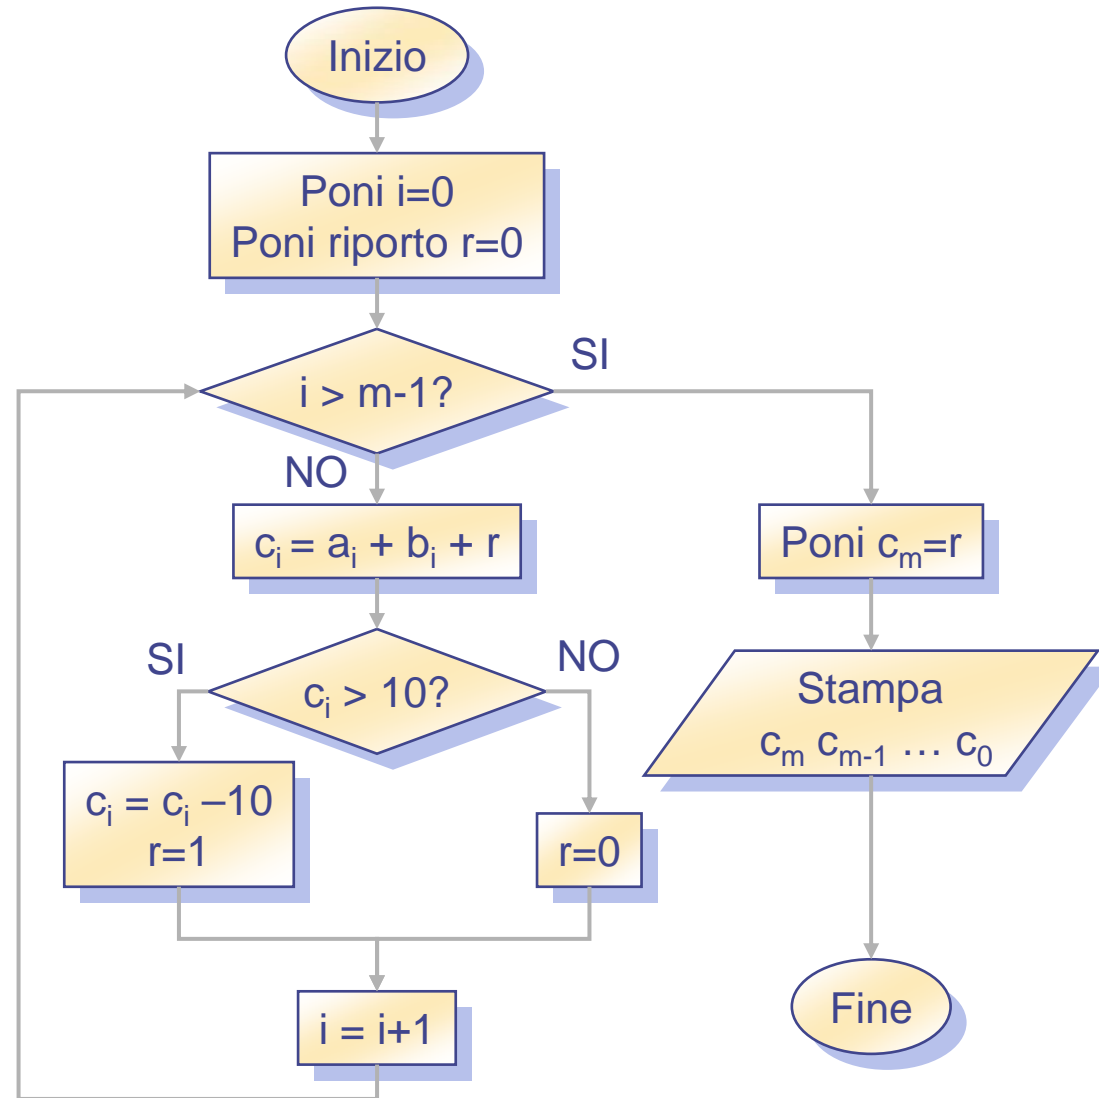 Inizio
Poni i=0
Poni riporto r=0
i > m-1?
SI
NO
cᵢ = aᵢ + bᵢ + r
cᵢ > 10?
SI
NO
cᵢ = cᵢ –10
r=1
r=0
i = i+1
Poni cₘ=r
Stampa
cₘ cₘ₋₁ … c₀
Fine